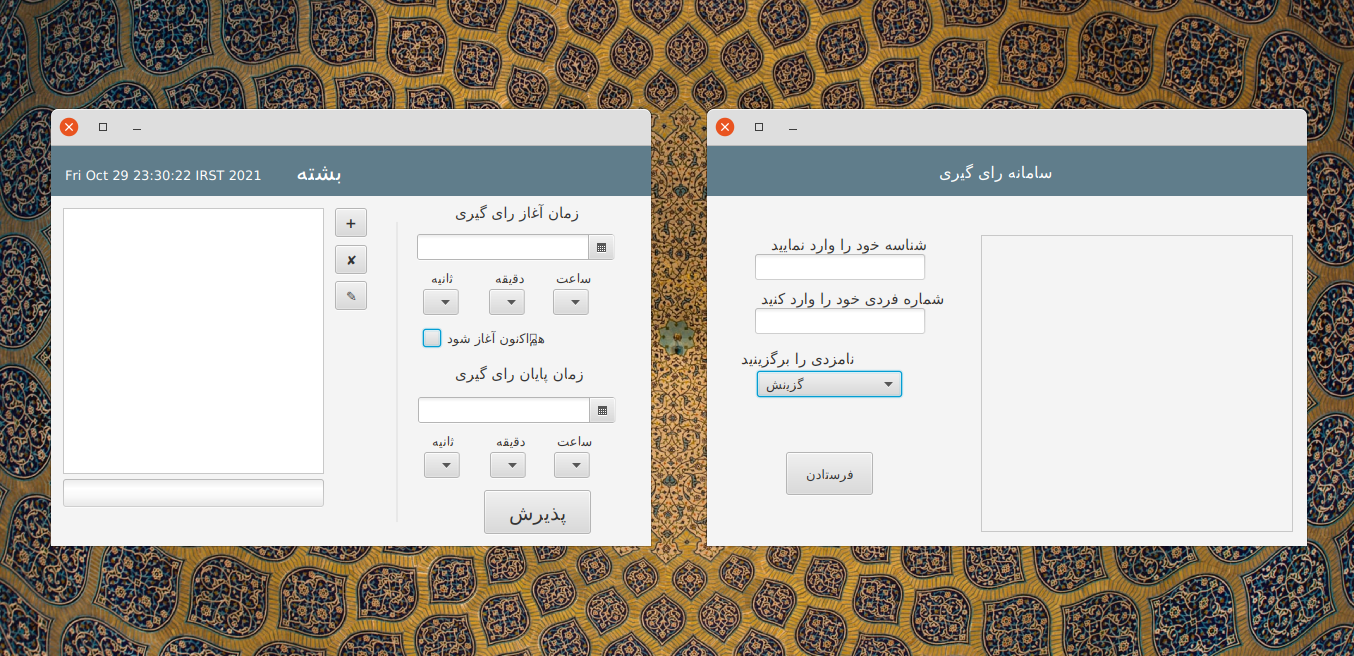 Fri Oct 29 23:30:22 IRST 2021
بشته
زمان آغاز رای گیری
ساعت
دقیقه
ثانیه
هم‌اکنون آغاز شود
زمان پایان رای گیری
ساعت
دقیقه
ثانیه
پذیرش
سامانه رای گیری
شناسه خود را وارد نمایید
شماره فردی خود را وارد کنید
نامزدی را برگزینید
گزینش
فرستادن